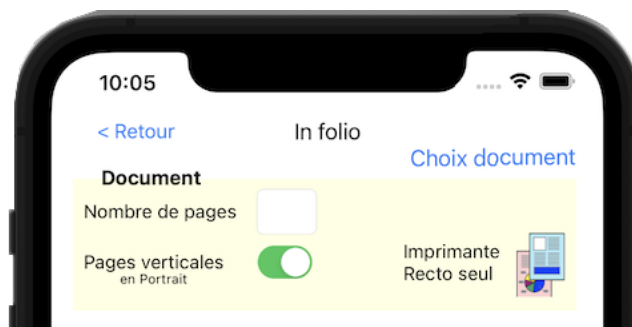 10:05
< Retour
In folio
Choix document
Document
Nombre de pages
Pages verticales
en Portrait
Imprimante
Recto seul